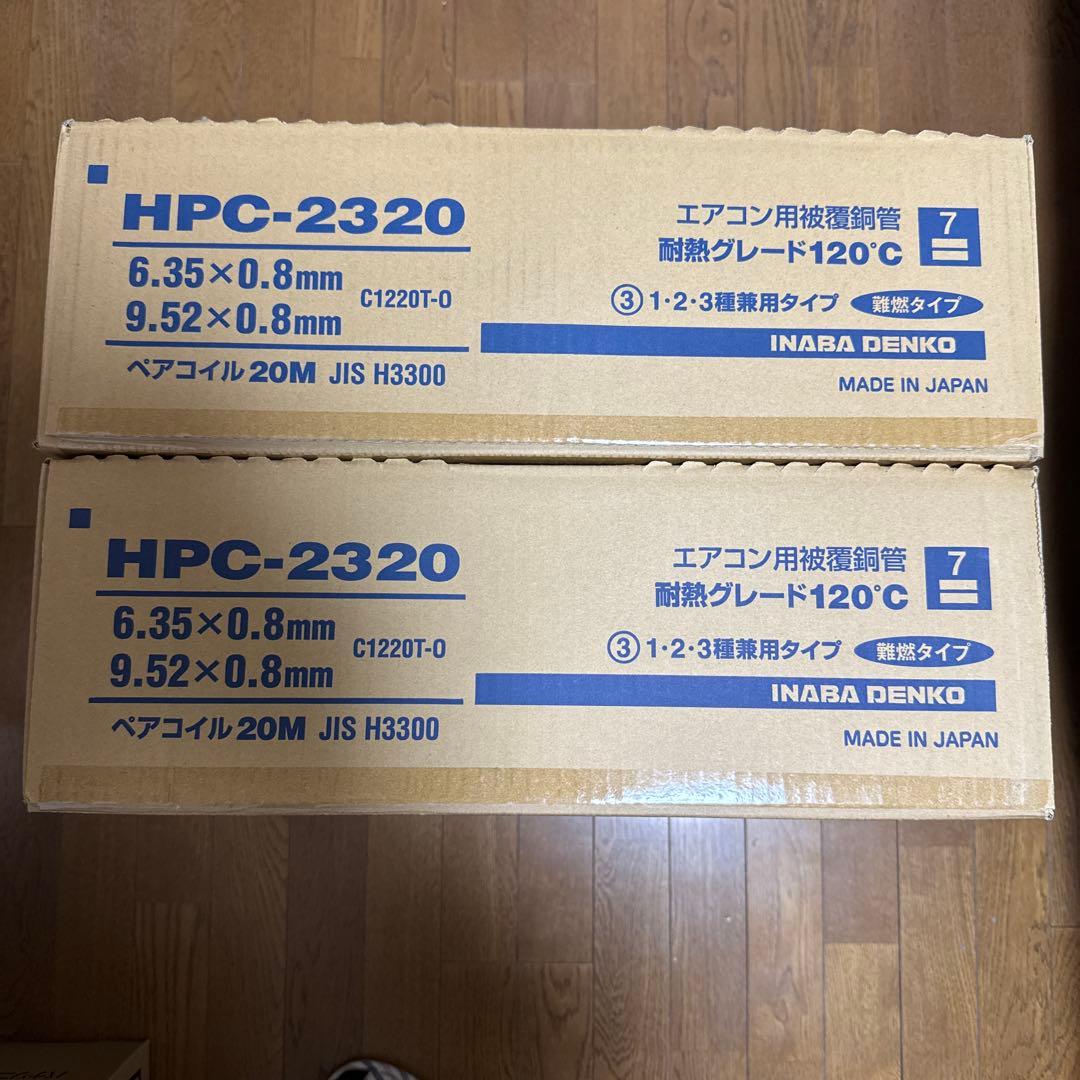 HPC-2320
6.35×0.8mm
9.52×0.8mm
C1220T-O
ペアコイル20M JIS H3300
エアコン用被覆銅管
耐熱グレード120℃
7
③1・2・3種兼用タイプ
難燃タイプ
INABA DENKO
MADE IN JAPAN
HPC-2320
6.35×0.8mm
9.52×0.8mm
C1220T-O
ペアコイル20M JIS H3300
エアコン用被覆銅管
耐熱グレード120℃
7
③1・2・3種兼用タイプ
難燃タイプ
INABA DENKO
MADE IN JAPAN